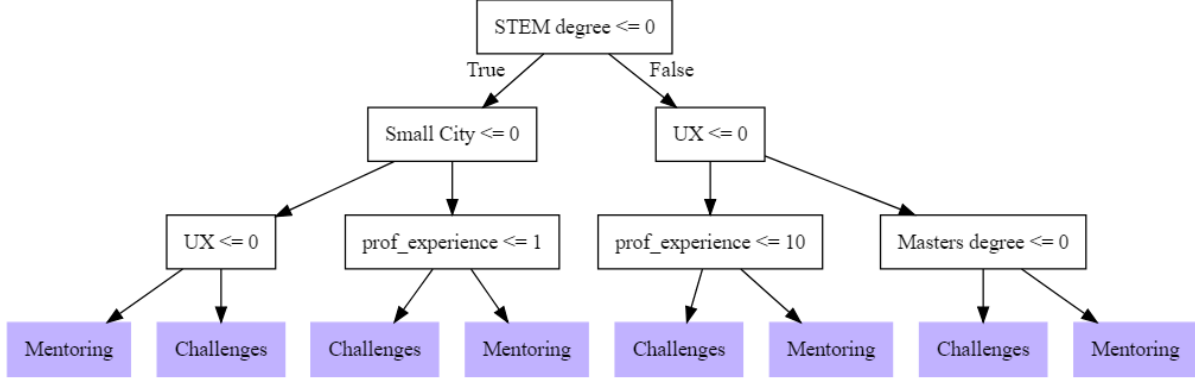 STEM degree <= 0
True
False
Small City <= 0
UX <= 0
UX <= 0
prof_experience <= 1
prof_experience <= 10
Masters degree <= 0
Mentoring
Challenges
Challenges
Mentoring
Challenges
Mentoring
Challenges
Mentoring